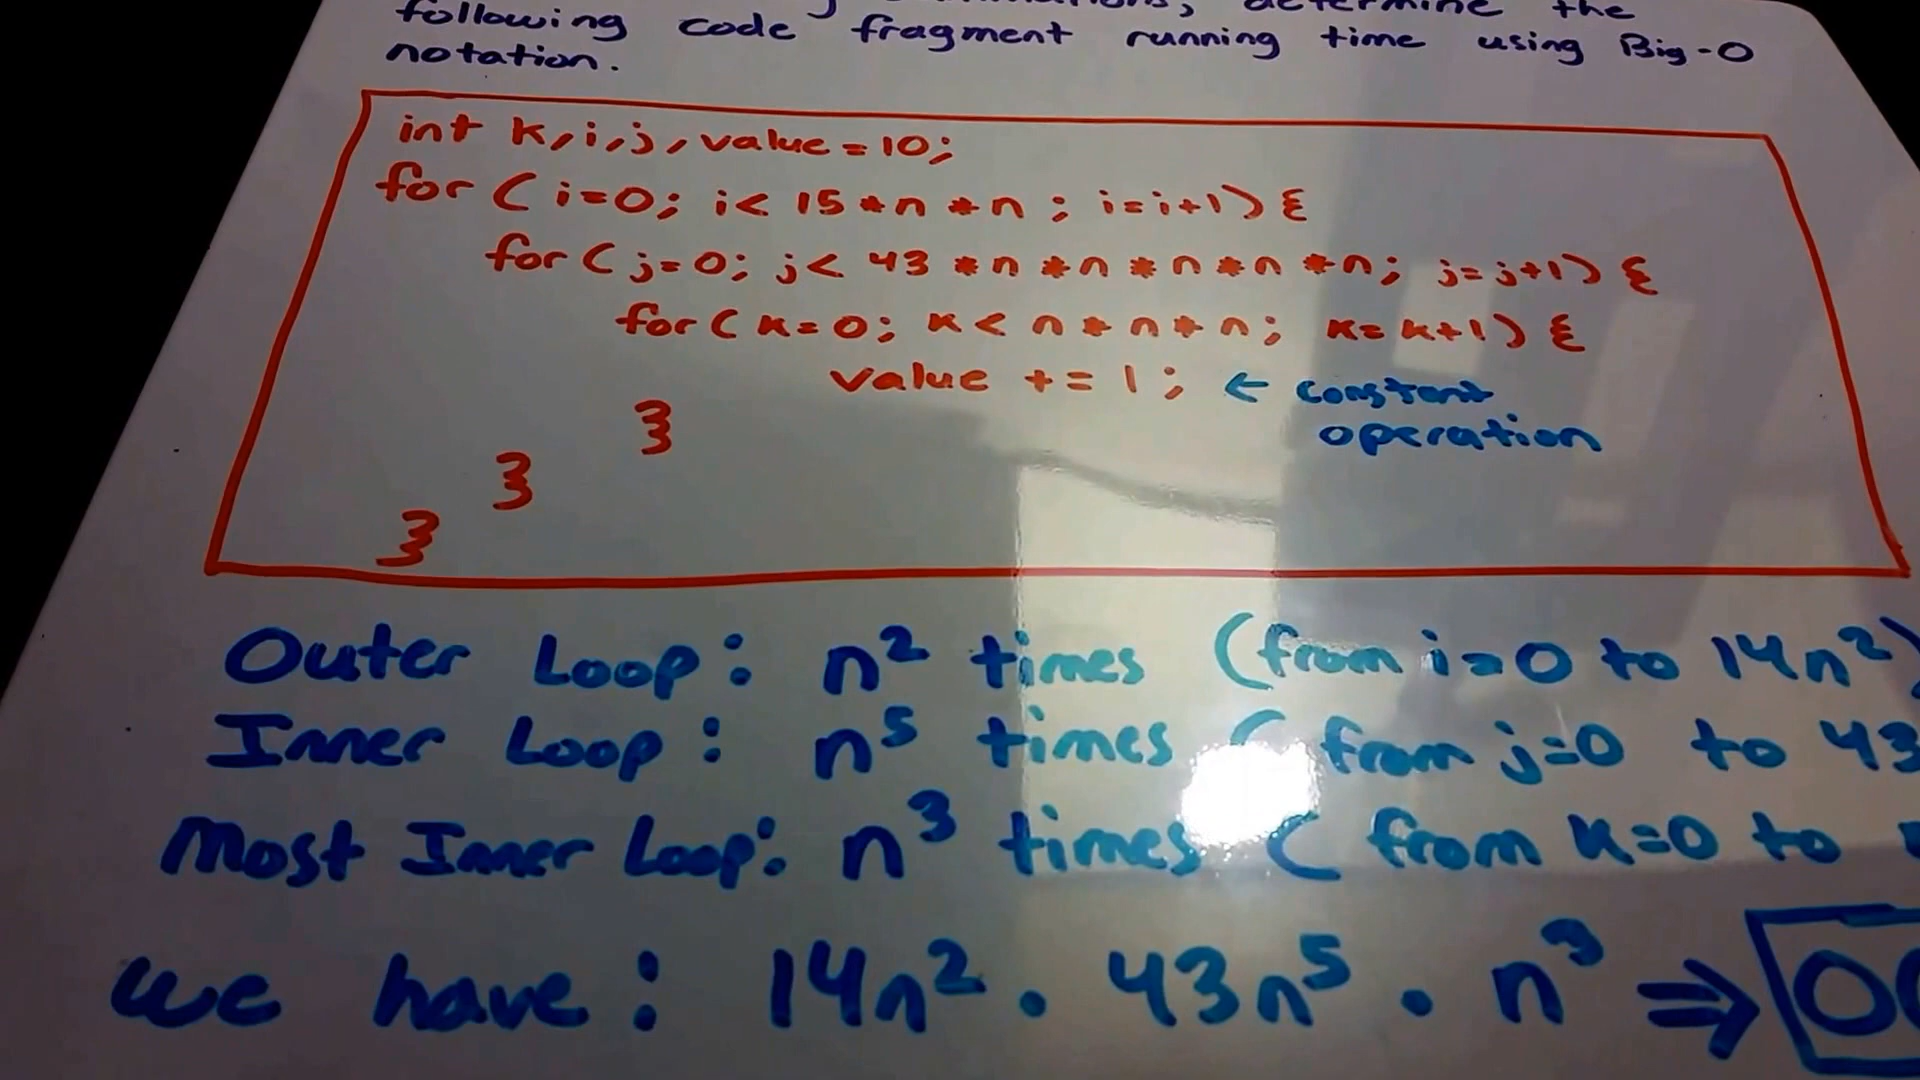 determine the
following code fragment running time using Big-O
notation.
int k,i,j,value=10;
for (i=0; i< 15*n*n; i=i+1){
for (j=0; j< 43*n*n*n*n*n; j=j+1) {
for (k=0; k< n*n*n; k=k+1) {
value += 1; ← constant
operation
}
}
}
Outer Loop: n² times (from i=0 to 14n²)
Inner Loop: n⁵ times ( from j=0 to 43
Most Inner Loop: n³ times ( from k=0 to
we have: 14n² · 43n⁵ · n³ ⇒ O(